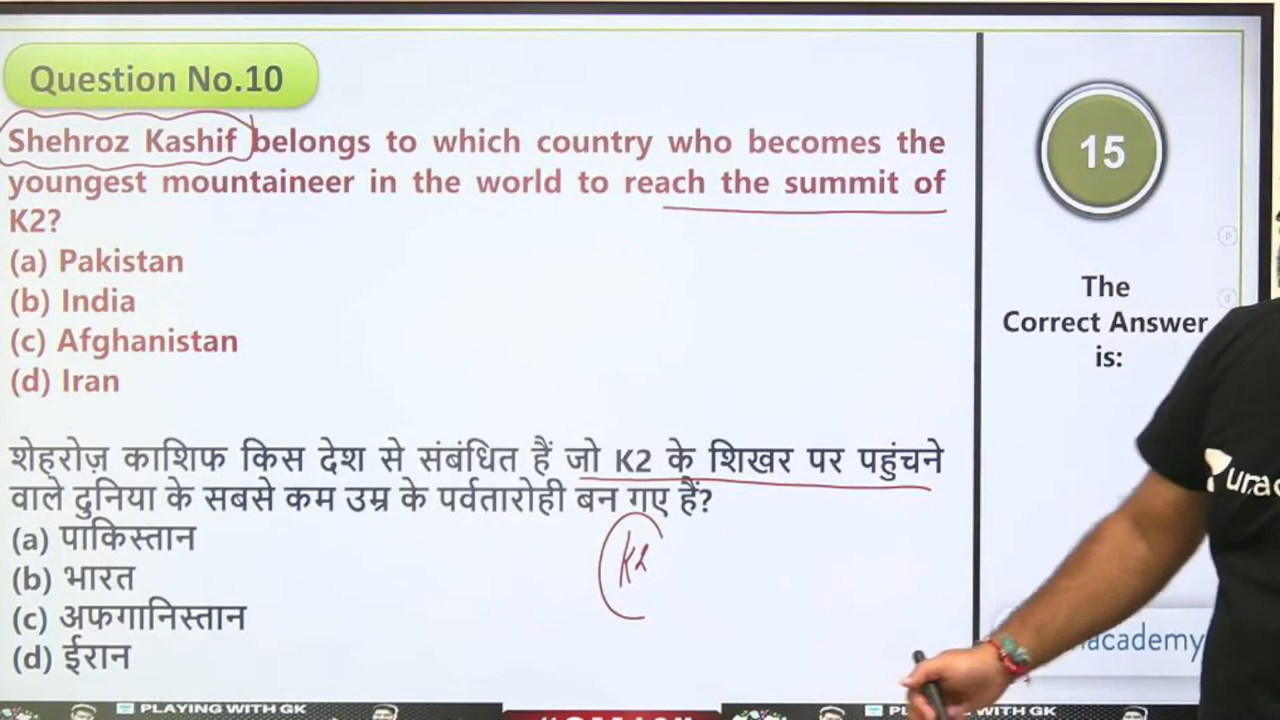 Question No.10
Shehroz Kashif belongs to which country who becomes the
youngest mountaineer in the world to reach the summit of
K2?
(a) Pakistan
(b) India
(c) Afghanistan
(d) Iran
शेहरोज़ काशिफ किस देश से संबंधित हैं जो K2 के शिखर पर पहुंचने
वाले दुनिया के सबसे कम उम्र के पर्वतारोही बन गए हैं?
(a) पाकिस्तान
(b) भारत
(c) अफगानिस्तान
(d) ईरान
K2
15
The
Correct Answer
is:
academy
PLAYING WITH GK